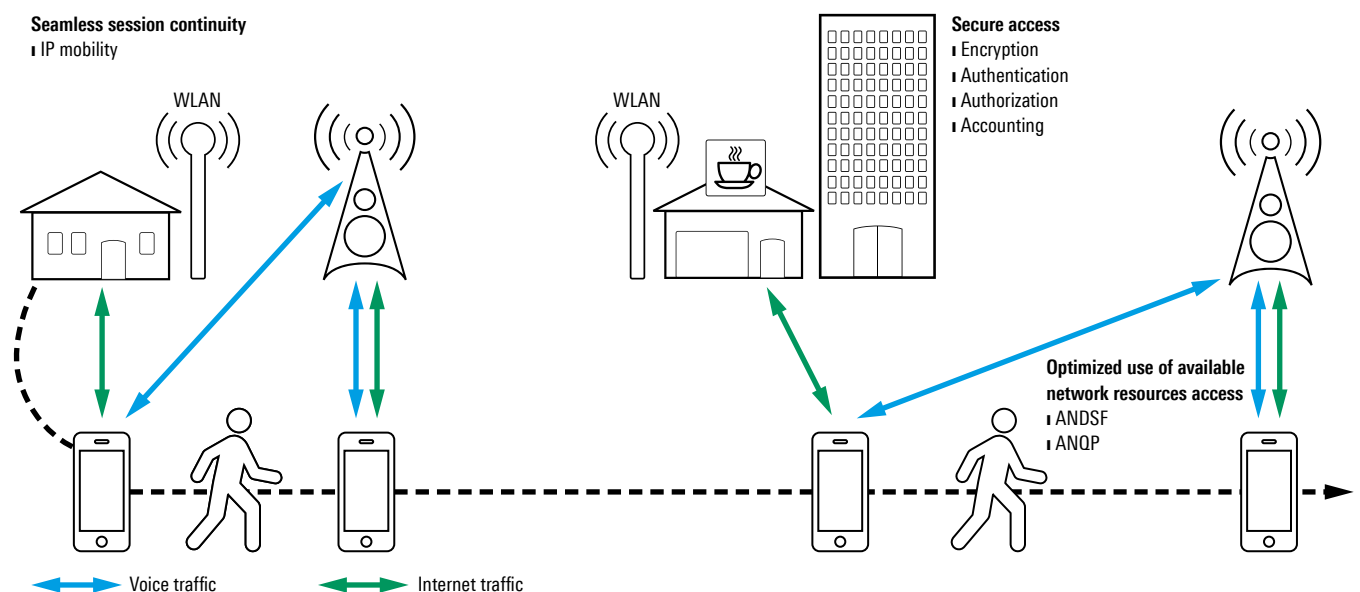 Seamless session continuity
ı IP mobility
WLAN
WLAN
Secure access
ı Encryption
ı Authentication
ı Authorization
ı Accounting
Optimized use of available
network resources access
ı ANDSF
ı ANQP
Voice traffic
Internet traffic